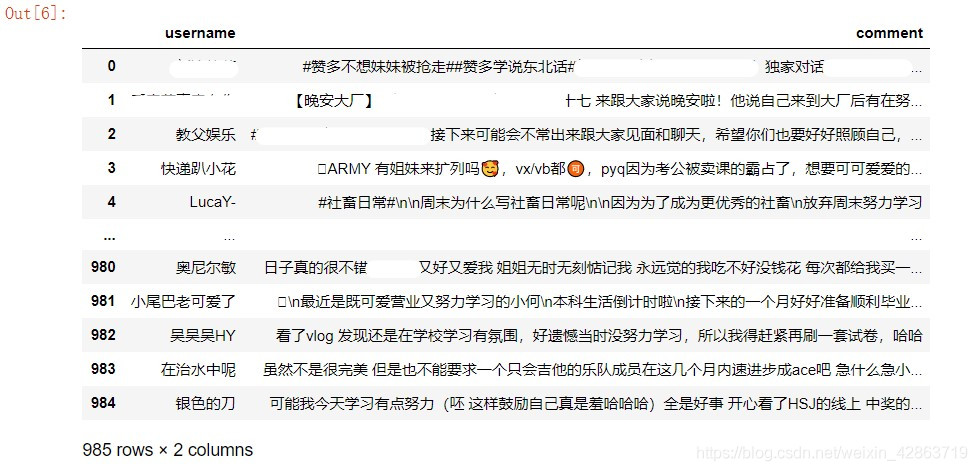 Out[6]:
username comment
0 #赞多不想妹妹被抢走##赞多学说东北话# 独家对话 ...
1 【晚安大厂】 十七 来跟大家说晚安啦！他说自己来到大厂后有在努...
2 教父娱乐 # 接下来可能会不常出来跟大家见面和聊天，希望你们也要好好照顾自己，...
3 快递趴小花 ARMY 有姐妹来扩列吗🥰，vx/vb都🉑，pyq因为考公被卖课的霸占了，想要可可爱爱的...
4 LucaY- #社畜日常#\n\n周末为什么写社畜日常呢\n\n因为为了成为更优秀的社畜\n放弃周末努力学习
... ... ...
980 奥尼尔敏 日子真的很不错 又好又爱我 姐姐无时无刻惦记我 永远觉的我吃不好没钱花 每次都给我买一...
981 小尾巴老可爱了 \n最近是既可爱营业又努力学习的小何\n本科生活倒计时啦\n接下来的一个月好好准备顺利毕业...
982 吴吴吴HY 看了vlog 发现还是在学校学习有氛围，好遗憾当时没努力学习，所以我得赶紧再刷一套试卷，哈哈
983 在治水中呢 虽然不是很完美 但是也不能要求一个只会吉他的乐队成员在这几个月内速进步成ace吧 急什么急小...
984 银色的刀 可能我今天学习有点努力（呸 这样鼓励自己真是羞哈哈哈）全是好事 开心看了HSJ的线上 中奖的...
985 rows × 2 columns
https://blog.csdn.net/weixin_42863719